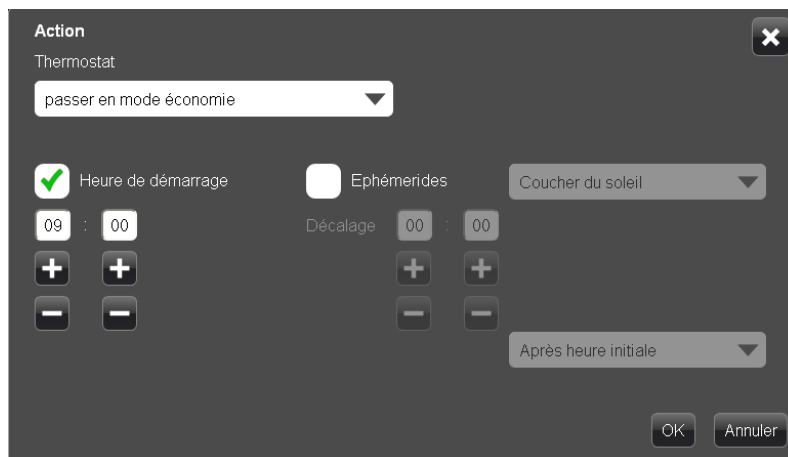 Action
Thermostat
passer en mode économie
Heure de démarrage
Ephémerides
Coucher du soleil
09 : 00
Décalage 00 : 00
Après heure initiale
OK
Annuler